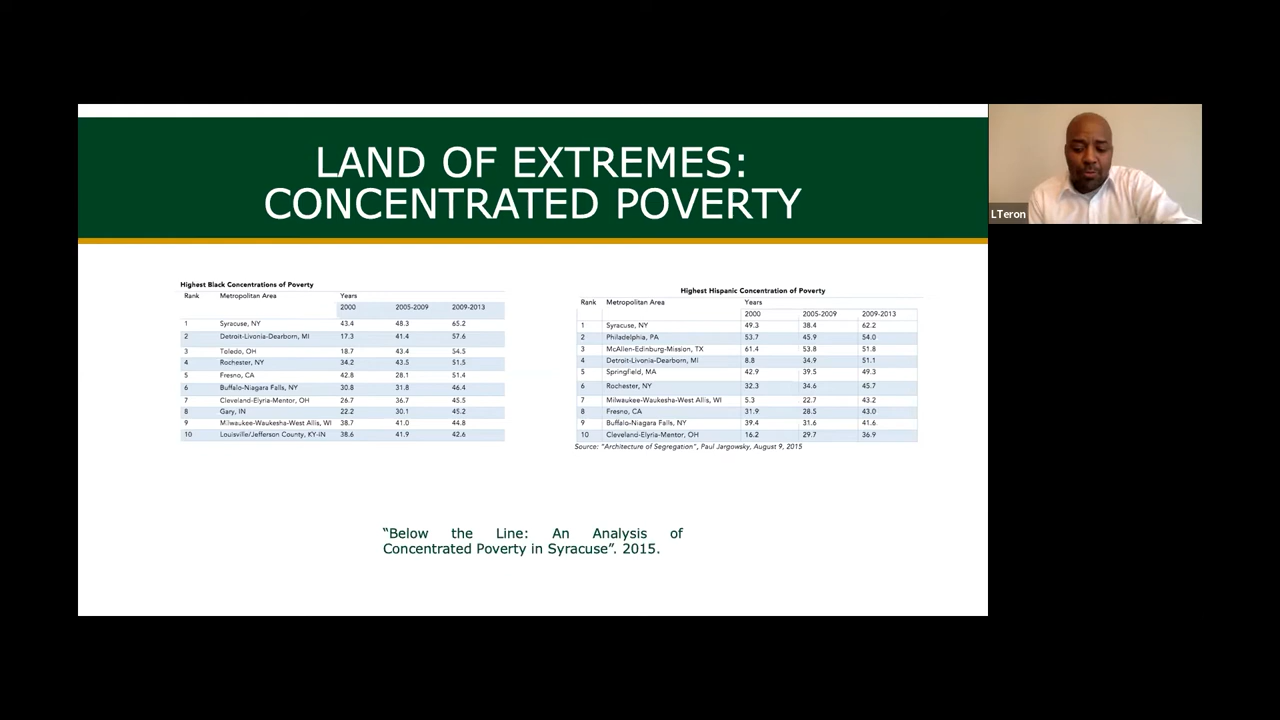 LAND OF EXTREMES:
CONCENTRATED POVERTY
LTeron
Highest Black Concentrations of Poverty
Rank Metropolitan Area Years
2000 2005-2009 2009-2013
1 Syracuse, NY 43.4 48.3 65.2
2 Detroit-Livonia-Dearborn, MI 17.3 41.4 57.6
3 Toledo, OH 18.7 43.4 54.5
4 Rochester, NY 34.2 43.5 51.5
5 Fresno, CA 42.8 28.1 51.4
6 Buffalo-Niagara Falls, NY 30.8 31.8 46.4
7 Cleveland-Elyria-Mentor, OH 26.7 36.7 45.5
8 Gary, IN 22.2 30.1 45.2
9 Milwaukee-Waukesha-West Allis, WI 38.7 41.0 44.8
10 Louisville/Jefferson County, KY-IN 38.6 41.9 42.6
Highest Hispanic Concentration of Poverty
Rank Metropolitan Area Years
2000 2005-2009 2009-2013
1 Syracuse, NY 49.3 38.4 62.2
2 Philadelphia, PA 53.7 45.9 54.0
3 McAllen-Edinburg-Mission, TX 61.4 53.8 51.8
4 Detroit-Livonia-Dearborn, MI 8.8 34.9 51.1
5 Springfield, MA 42.9 39.5 49.3
6 Rochester, NY 32.3 34.6 45.7
7 Milwaukee-Waukesha-West Allis, WI 5.3 22.7 43.2
8 Fresno, CA 31.9 28.5 43.0
9 Buffalo-Niagara Falls, NY 39.4 31.6 41.6
10 Cleveland-Elyria-Mentor, OH 16.2 29.7 36.9
Source: "Architecture of Segregation", Paul Jargowsky, August 9, 2015
“Below the Line: An Analysis of
Concentrated Poverty in Syracuse”. 2015.